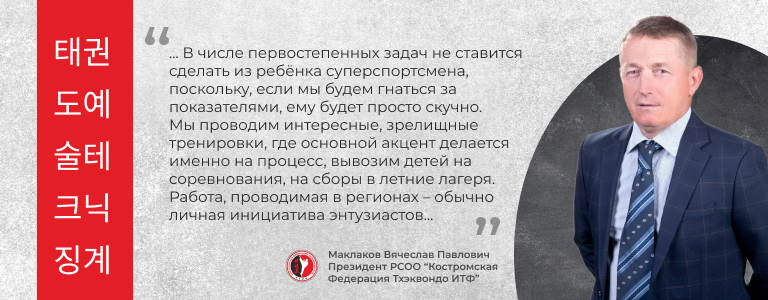 태권
도예
술테
크닉
징계
“
... В числе первостепенных задач не ставится
сделать из ребёнка суперспортсмена,
поскольку, если мы будем гнаться за
показателями, ему будет просто скучно.
Мы проводим интересные, зрелищные
тренировки, где основной акцент делается
именно на процесс, вывозим детей на
соревнования, на сборы в летние лагеря.
Работа, проводимая в регионах – обычно
личная инициатива энтузиастов...
”
Маклаков Вячеслав Павлович
Президент РСОО “Костромская
Федерация Тхэквондо ИТФ”